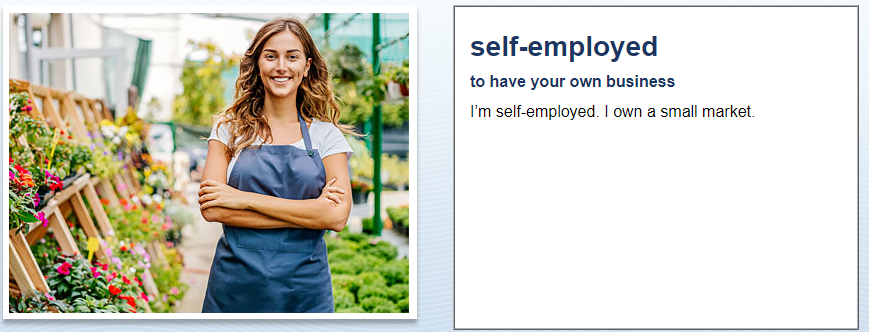 self-employed
to have your own business
I'm self-employed. I own a small market.